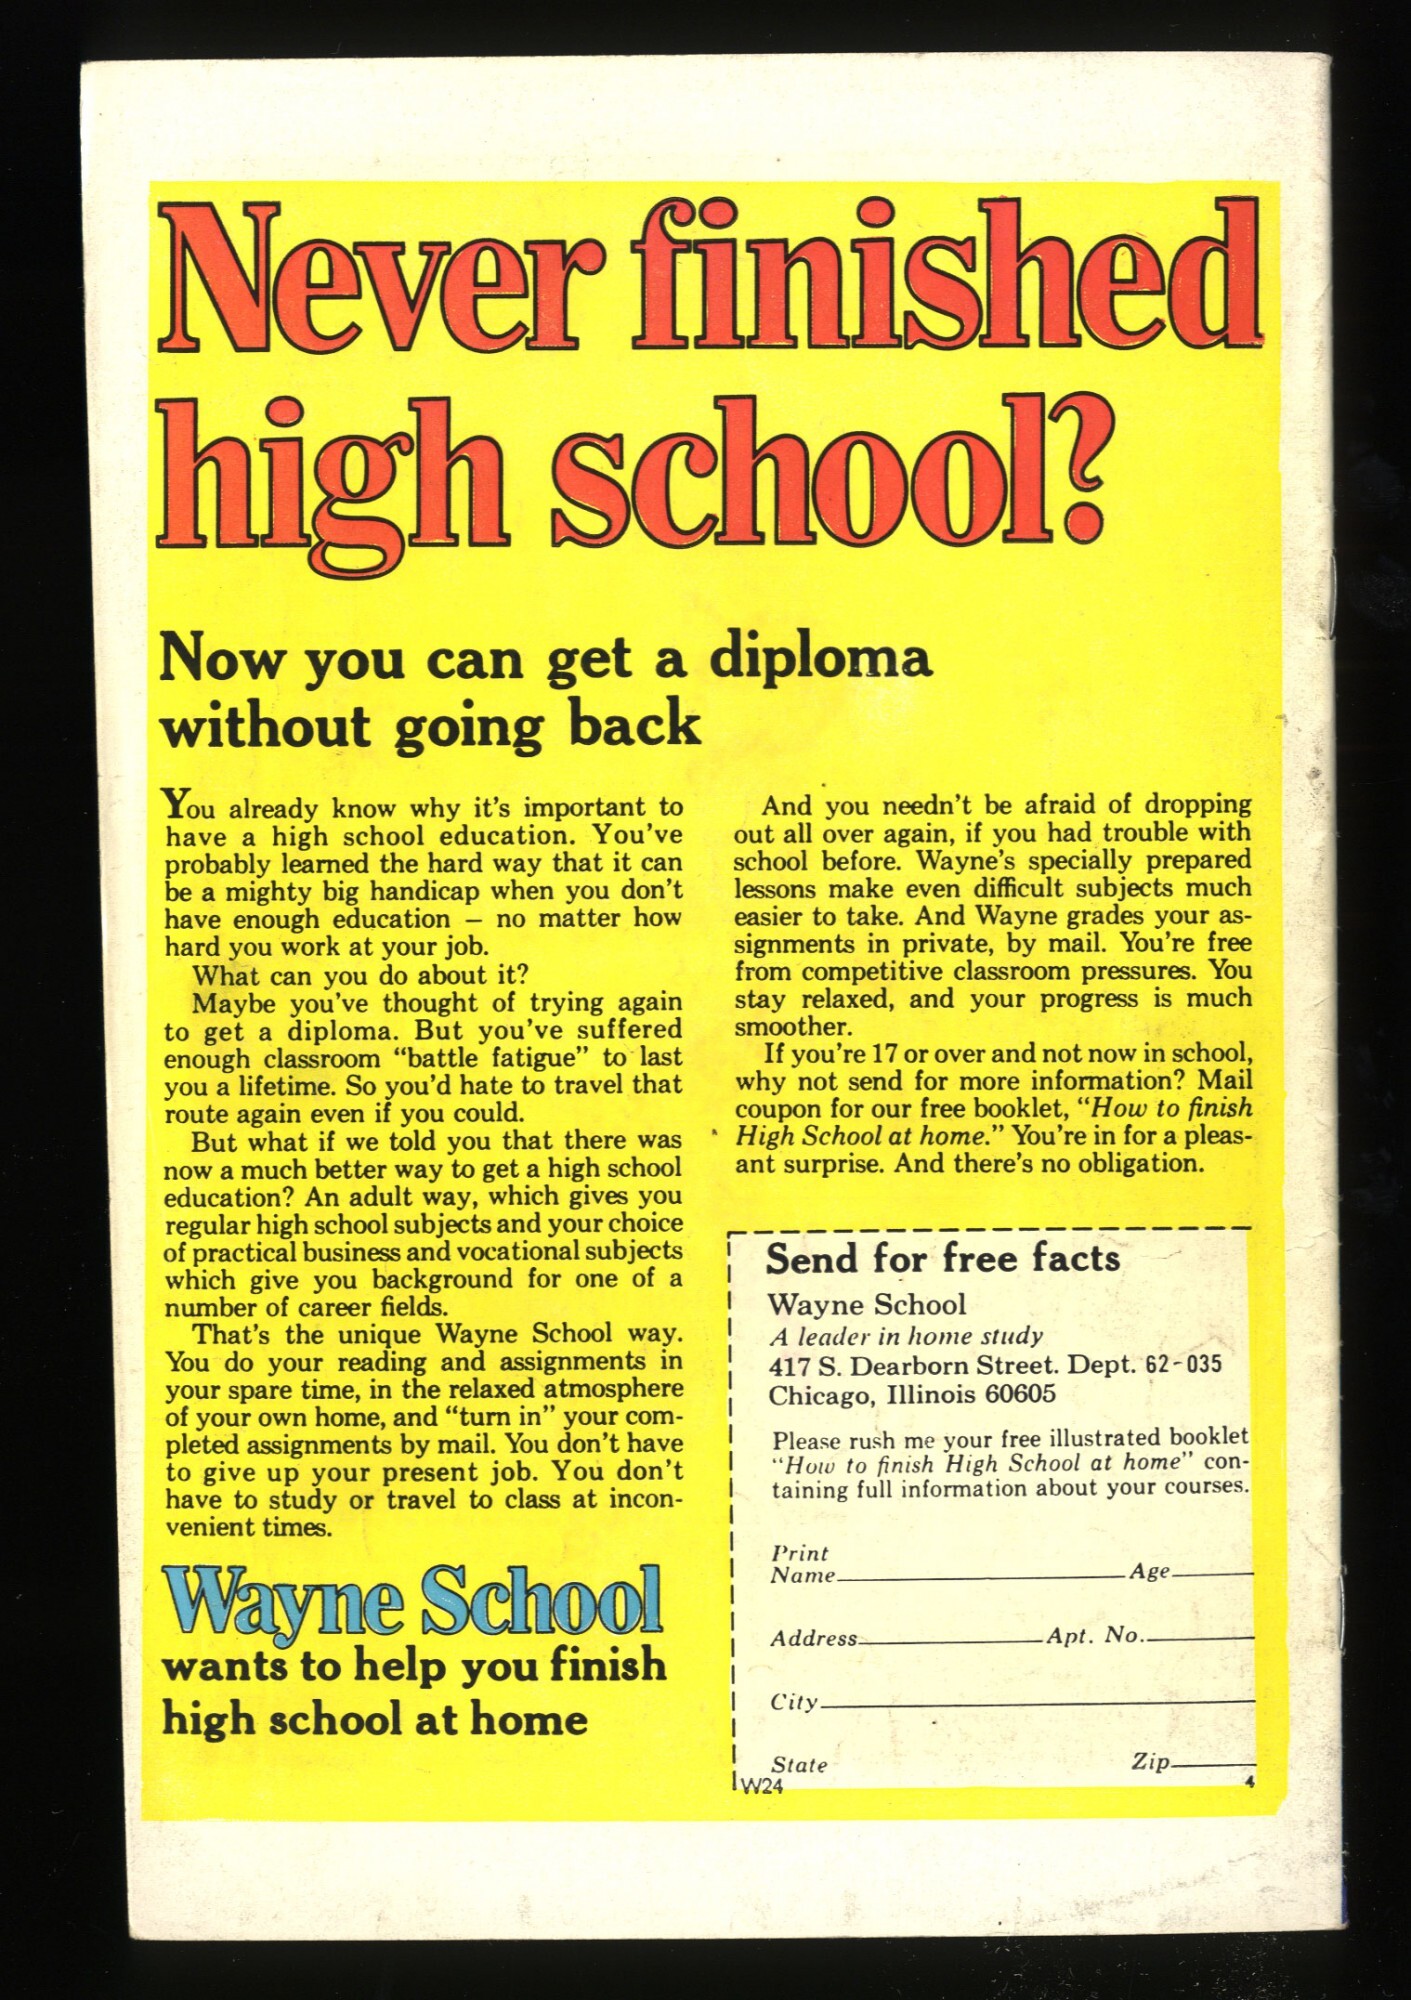 Never finished
high school?
Now you can get a diploma
without going back
You already know why it's important to
have a high school education. You've
probably learned the hard way that it can
be a mighty big handicap when you don't
have enough education – no matter how
hard you work at your job.
What can you do about it?
Maybe you've thought of trying again
to get a diploma. But you've suffered
enough classroom "battle fatigue" to last
you a lifetime. So you'd hate to travel that
route again even if you could.
But what if we told you that there was
now a much better way to get a high school
education? An adult way, which gives you
regular high school subjects and your choice
of practical business and vocational subjects
which give you background for one of a
number of career fields.
That's the unique Wayne School way.
You do your reading and assignments in
your spare time, in the relaxed atmosphere
of your own home, and "turn in" your com-
pleted assignments by mail. You don't have
to give up your present job. You don't
have to study or travel to class at incon-
venient times.
Wayne School
wants to help you finish
high school at home
And you needn't be afraid of dropping
out all over again, if you had trouble with
school before. Wayne's specially prepared
lessons make even difficult subjects much
easier to take. And Wayne grades your as-
signments in private, by mail. You're free
from competitive classroom pressures. You
stay relaxed, and your progress is much
smoother.
If you're 17 or over and not now in school,
why not send for more information? Mail
coupon for our free booklet, "How to finish
High School at home." You're in for a pleas-
ant surprise. And there's no obligation.
Send for free facts
Wayne School
A leader in home study
417 S. Dearborn Street. Dept. 62-035
Chicago, Illinois 60605
Please rush me your free illustrated booklet
"How to finish High School at home" con-
taining full information about your courses.
Print
Name Age
Address Apt. No.
City
State Zip
W24 4